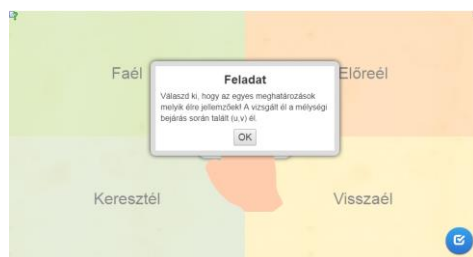 Faél
Előreél
Feladat
Válaszd ki, hogy az egyes meghatározások
melyik élre jellemzőek! A vizsgált él a mélységi
bejárás során talált (u,v) él.
OK
Keresztél
Visszaél